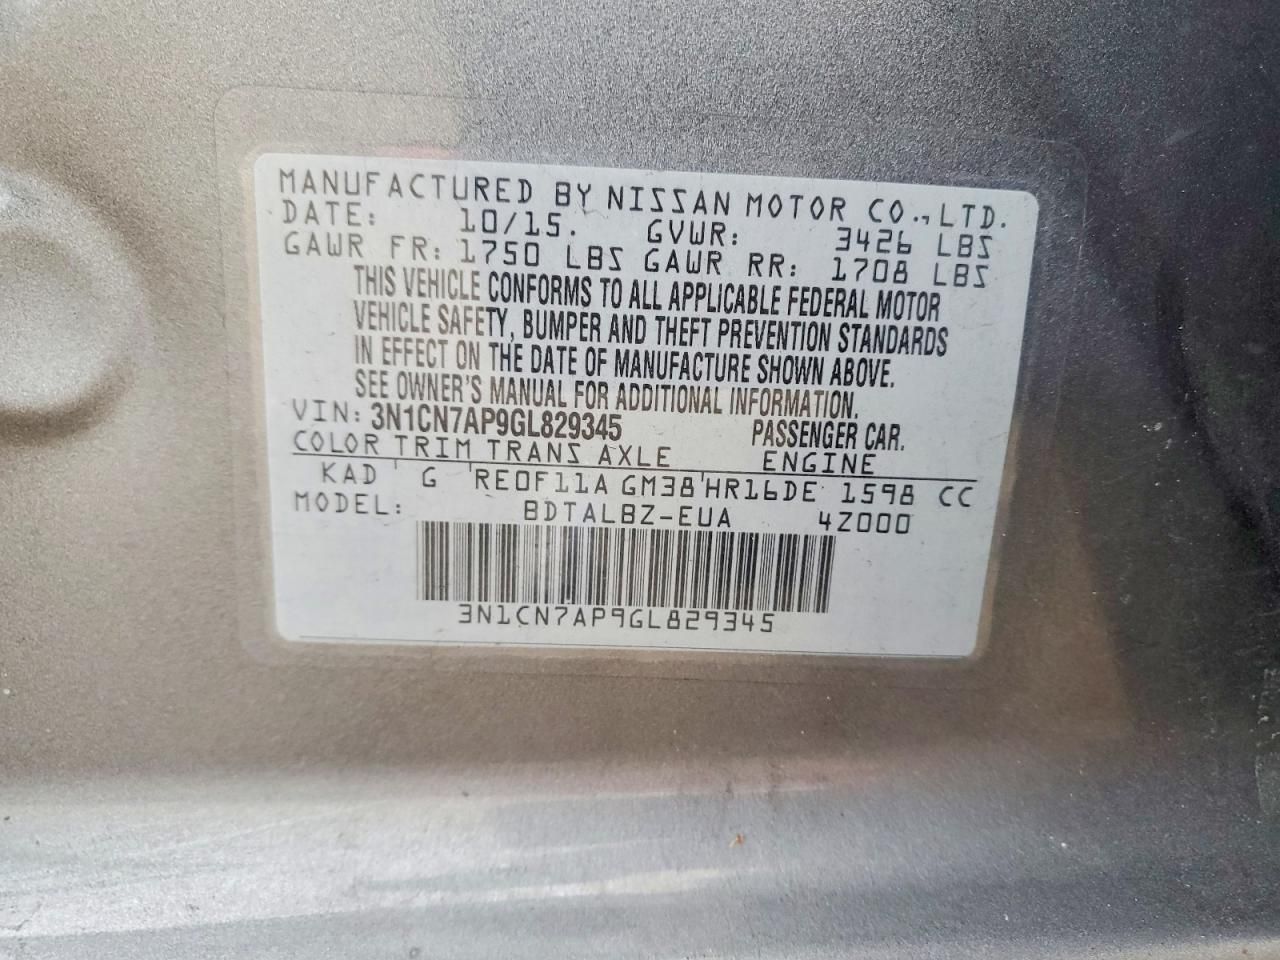 MANUFACTURED BY NISSAN MOTOR CO., LTD.
DATE: 10/15. GVWR: 3426 LBS
GAWR FR: 1750 LBS GAWR RR: 1708 LBS
THIS VEHICLE CONFORMS TO ALL APPLICABLE FEDERAL MOTOR
VEHICLE SAFETY, BUMPER AND THEFT PREVENTION STANDARDS
IN EFFECT ON THE DATE OF MANUFACTURE SHOWN ABOVE.
SEE OWNER'S MANUAL FOR ADDITIONAL INFORMATION.
VIN: 3N1CN7AP9GL829345 PASSENGER CAR.
COLOR TRIM TRANS AXLE ENGINE
KAD G RE0F11A GM38 HR16DE 1598 CC
MODEL: BDTALBZ-EUA 4Z000
3N1CN7AP9GL829345